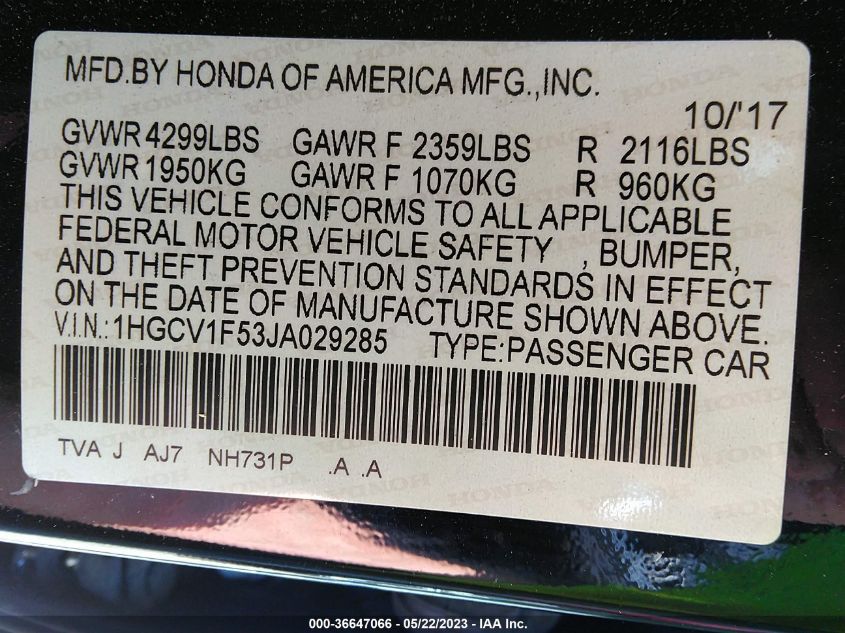 MFD.BY HONDA OF AMERICA MFG.,INC.
10/'17
GVWR 4299LBS GAWR F 2359LBS R 2116LBS
GVWR 1950KG GAWR F 1070KG R 960KG
THIS VEHICLE CONFORMS TO ALL APPLICABLE
FEDERAL MOTOR VEHICLE SAFETY , BUMPER,
AND THEFT PREVENTION STANDARDS IN EFFECT
ON THE DATE OF MANUFACTURE SHOWN ABOVE.
V.I.N.:1HGCV1F53JA029285 TYPE:PASSENGER CAR
TVA J AJ7 NH731P .A .A
000-36647066 - 05/22/2023 - IAA Inc.